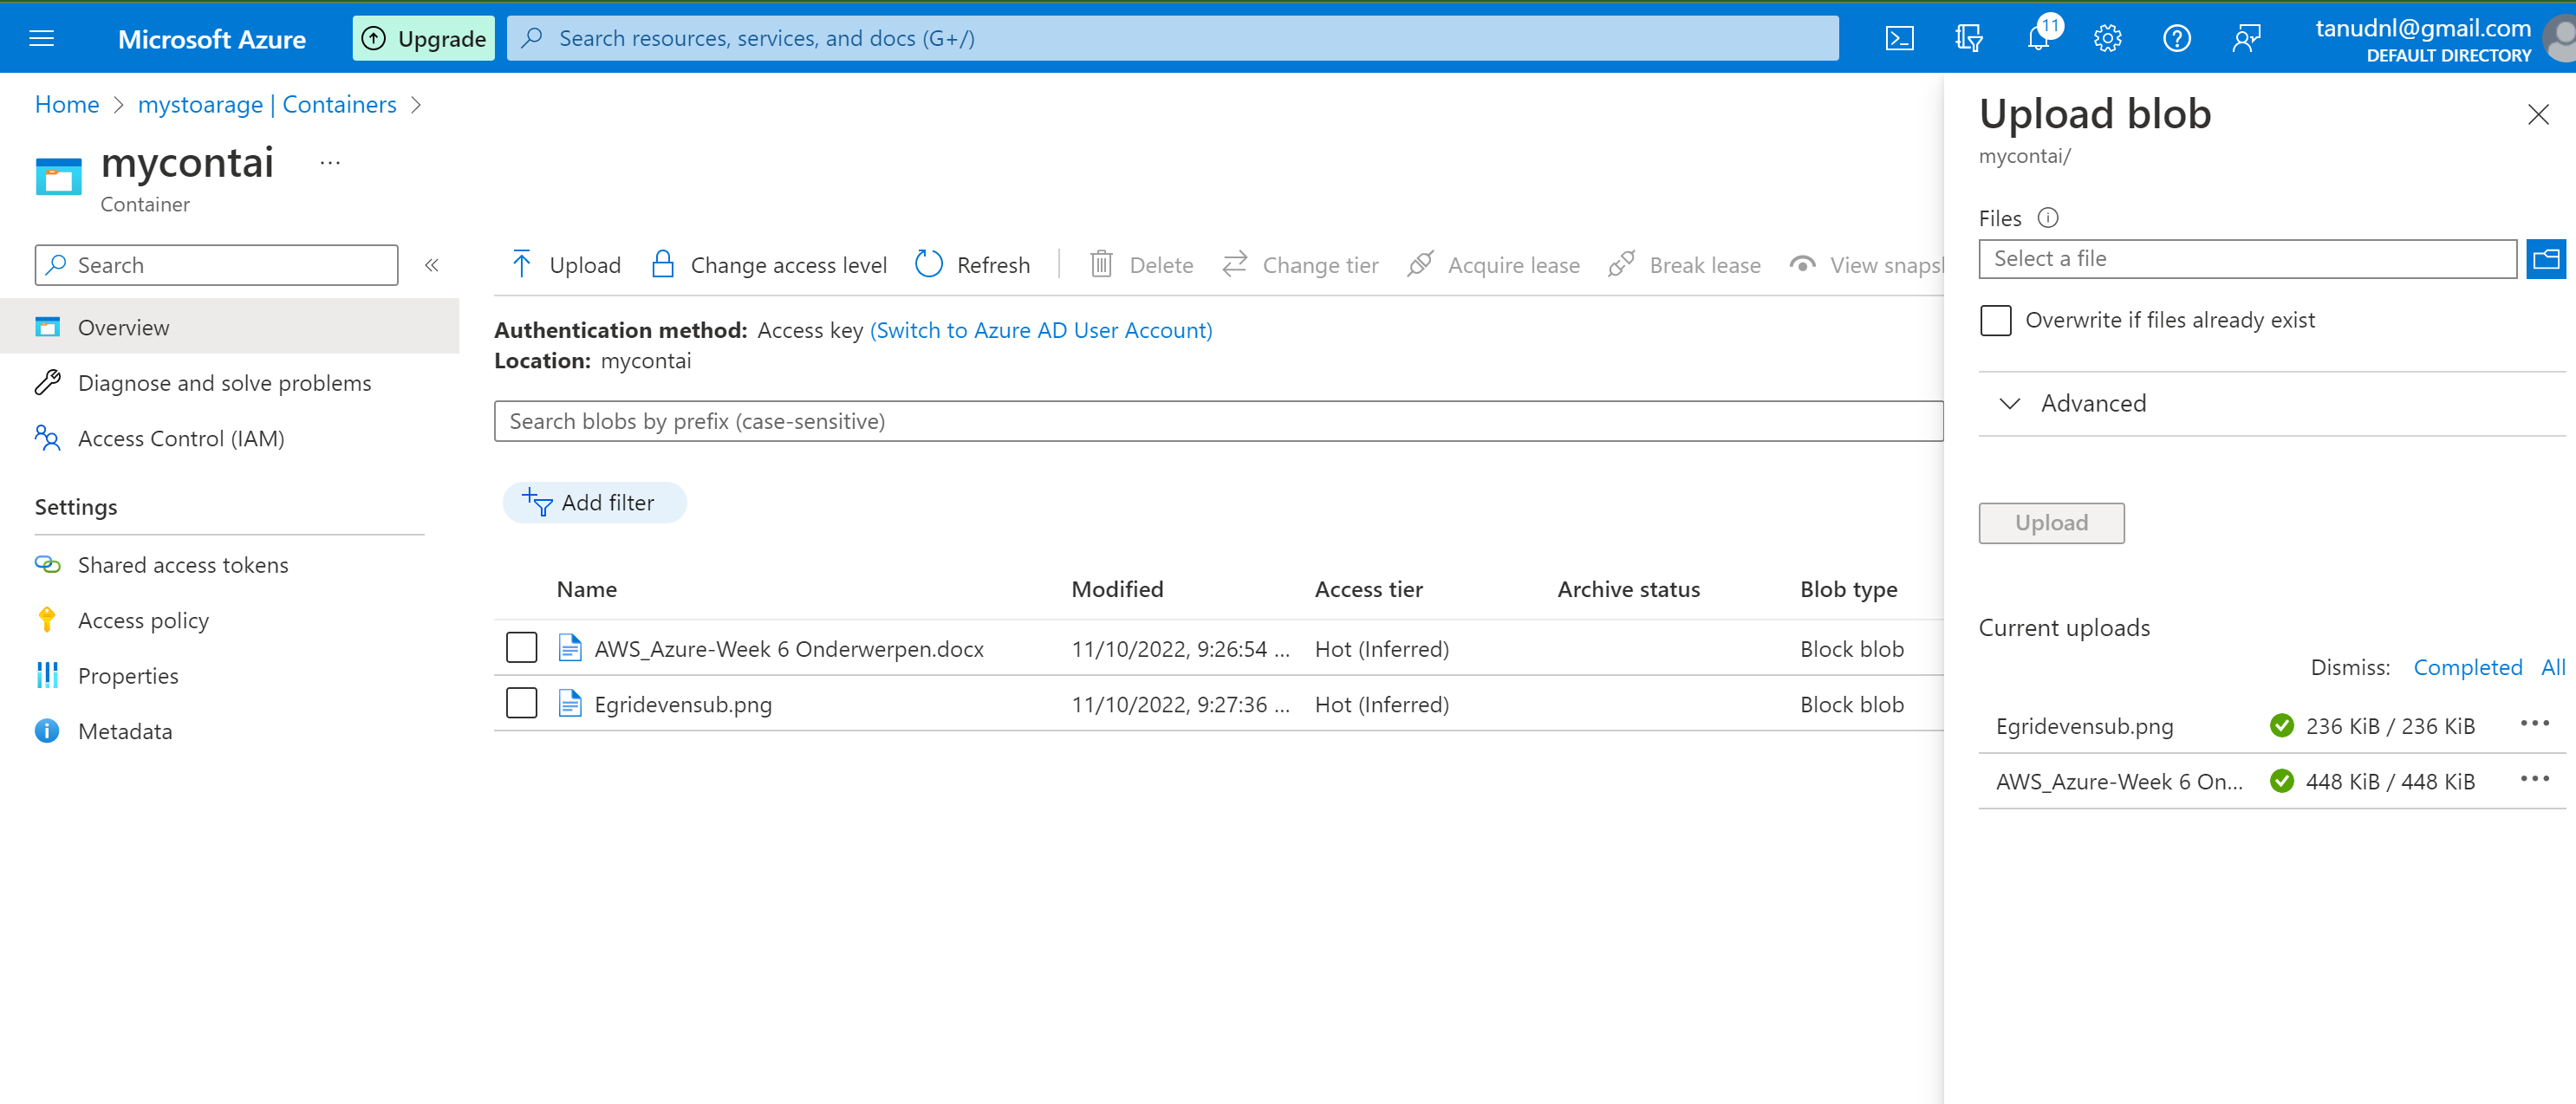 Microsoft Azure
Upgrade
Search resources, services, and docs (G+/)
11
tanudnl@gmail.com
DEFAULT DIRECTORY
Home > mystoarage | Containers >
mycontai ...
Container
Search
«
Overview
Diagnose and solve problems
Access Control (IAM)
Settings
Shared access tokens
Access policy
Properties
Metadata
Upload
Change access level
Refresh
Delete
Change tier
Acquire lease
Break lease
View snapsh
Authentication method: Access key (Switch to Azure AD User Account)
Location: mycontai
Search blobs by prefix (case-sensitive)
Add filter
Name Modified Access tier Archive status Blob type
AWS_Azure-Week 6 Onderwerpen.docx 11/10/2022, 9:26:54 ... Hot (Inferred) Block blob
Egridevensub.png 11/10/2022, 9:27:36 ... Hot (Inferred) Block blob
Upload blob
mycontai/
Files
Select a file
Overwrite if files already exist
Advanced
Upload
Current uploads
Dismiss: Completed All
Egridevensub.png 236 KiB / 236 KiB ...
AWS_Azure-Week 6 On... 448 KiB / 448 KiB ...